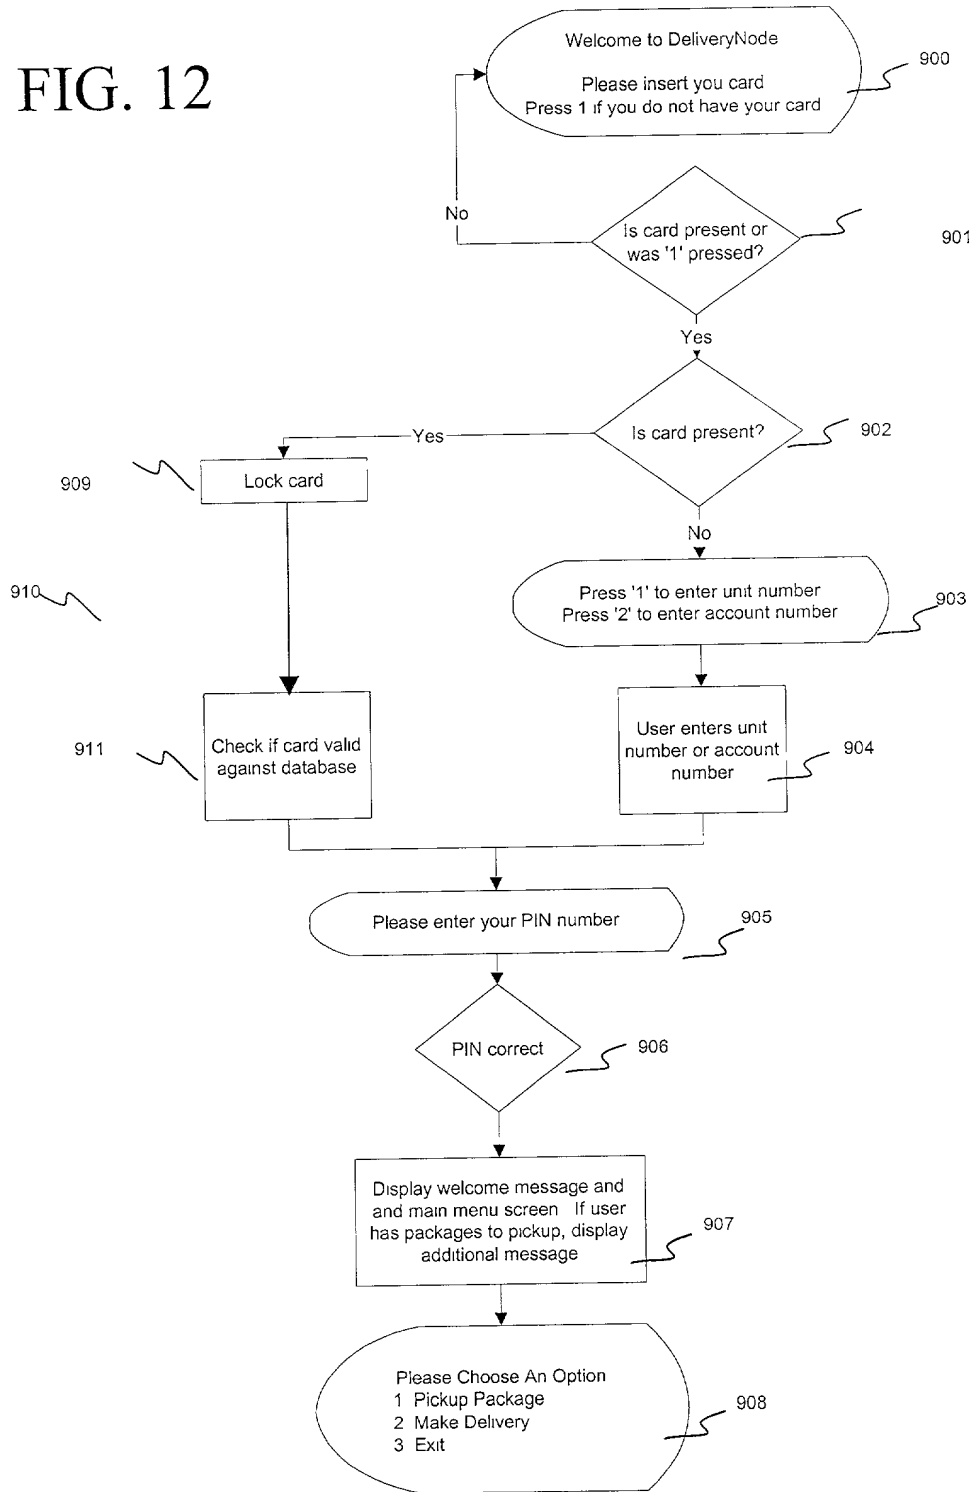 FIG. 12
Welcome to DeliveryNode
Please insert you card
Press 1 if you do not have your card
900
No
Is card present or
was '1' pressed?
901
Yes
Is card present?
902
Yes
Lock card
909
No
910
Press '1' to enter unit number
Press '2' to enter account number
903
911
Check if card valid
against database
User enters unit
number or account
number
904
Please enter your PIN number
905
PIN correct
906
Display welcome message and
and main menu screen If user
has packages to pickup, display
additional message
907
Please Choose An Option
1 Pickup Package
2 Make Delivery
3 Exit
908